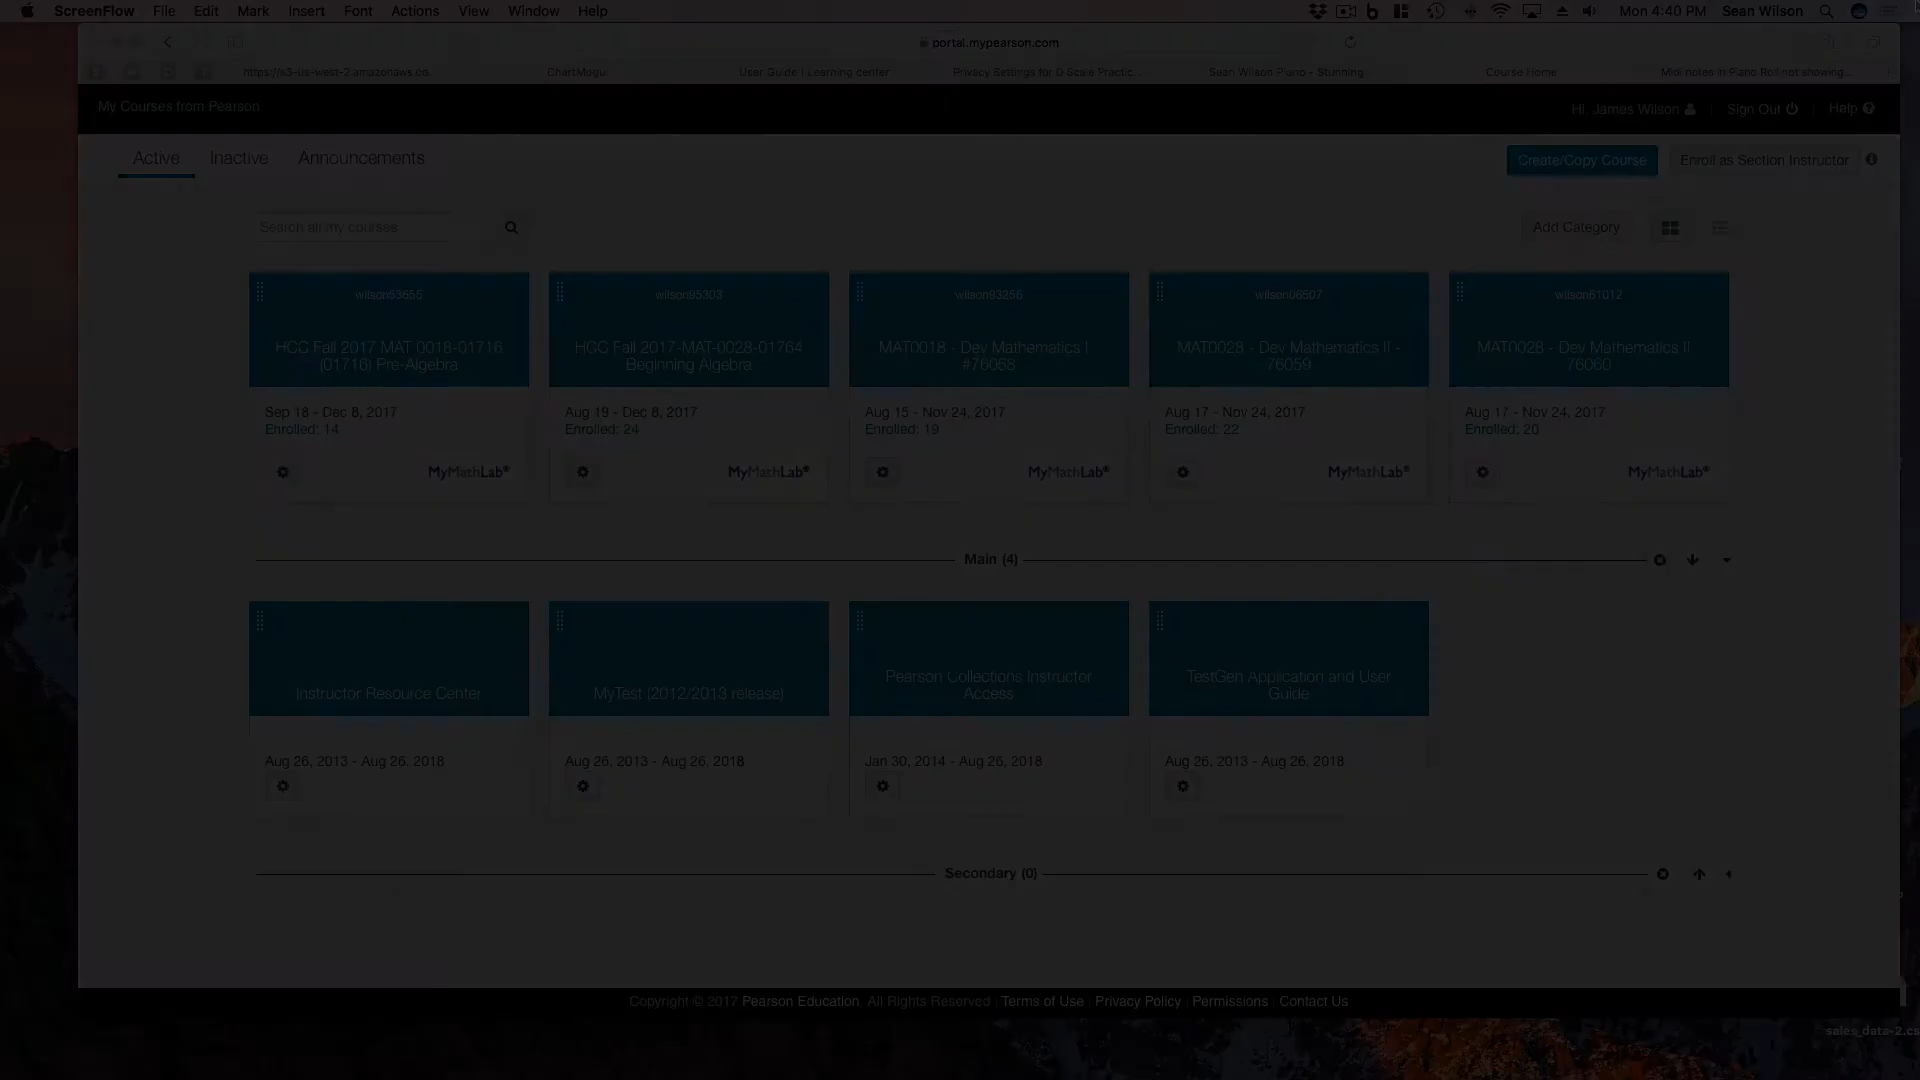 ScreenFlow File Edit Mark Insert Font Actions View Window Help Mon 4:40 PM Sean Wilson
portal.mypearson.com
https://s3-us-west-2.amazonaws.co... ChartMogul User Guide | Learning center Privacy Settings for D Scale Practic... Sean Wilson Piano - Stunning Course Home Midi notes in Piano Roll not showing...
My Courses from Pearson Hi, James Wilson Sign Out Help
Active Inactive Announcements Create/Copy Course Enroll as Section Instructor
Search all my courses Add Category
wilson53655 wilson95303 wilson93256 wilson06507 wilson61012
HCC Fall 2017 MAT 0018-01716 HCC Fall 2017-MAT-0028-01764 MAT0018 - Dev Mathematics I MAT0028 - Dev Mathematics II - MAT0028 - Dev Mathematics II
(01716) Pre-Algebra Beginning Algebra #76058 76059 76060
Sep 18 - Dec 8, 2017 Aug 19 - Dec 8, 2017 Aug 15 - Nov 24, 2017 Aug 17 - Nov 24, 2017 Aug 17 - Nov 24, 2017
Enrolled: 14 Enrolled: 24 Enrolled: 19 Enrolled: 22 Enrolled: 20
MyMathLab® MyMathLab® MyMathLab® MyMathLab® MyMathLab®
Main (4)
Instructor Resource Center MyTest (2012/2013 release) Pearson Collections Instructor Access TestGen Application and User Guide
Aug 26, 2013 - Aug 26, 2018 Aug 26, 2013 - Aug 26, 2018 Jan 30, 2014 - Aug 26, 2018 Aug 26, 2013 - Aug 26, 2018
Secondary (0)
Copyright © 2017 Pearson Education, All Rights Reserved | Terms of Use | Privacy Policy | Permissions | Contact Us
sales_data-2.cs